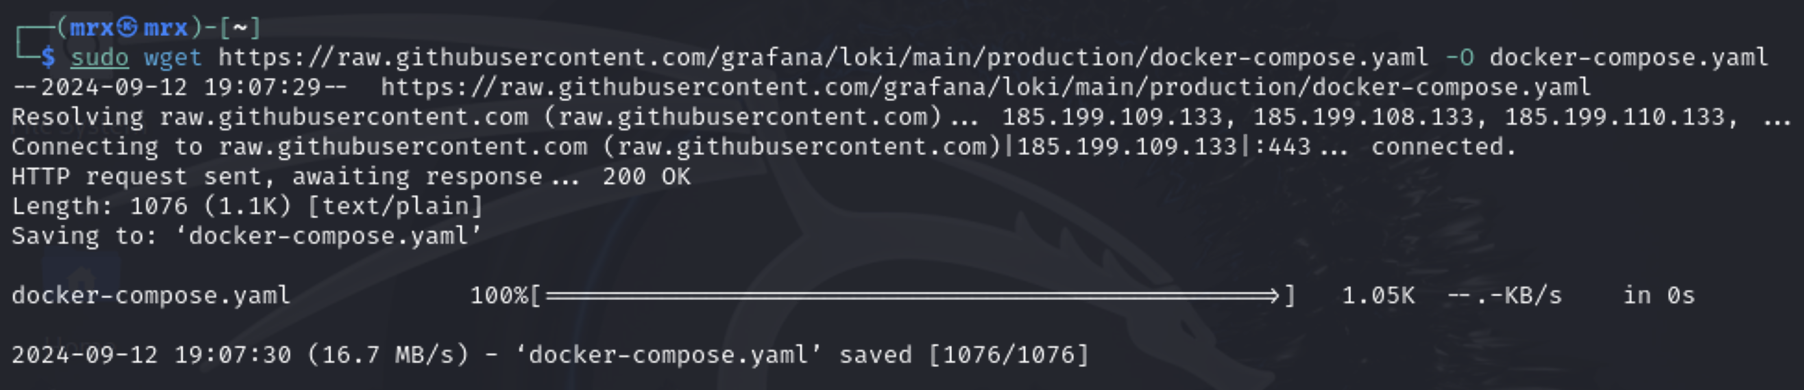 ┌──(mrx㉿mrx)-[~]
└─$ sudo wget https://raw.githubusercontent.com/grafana/loki/main/production/docker-compose.yaml -O docker-compose.yaml
--2024-09-12 19:07:29--  https://raw.githubusercontent.com/grafana/loki/main/production/docker-compose.yaml
Resolving raw.githubusercontent.com (raw.githubusercontent.com)... 185.199.109.133, 185.199.108.133, 185.199.110.133, ...
Connecting to raw.githubusercontent.com (raw.githubusercontent.com)|185.199.109.133|:443... connected.
HTTP request sent, awaiting response... 200 OK
Length: 1076 (1.1K) [text/plain]
Saving to: ‘docker-compose.yaml’
docker-compose.yaml 100%[===================>] 1.05K --.-KB/s in 0s
2024-09-12 19:07:30 (16.7 MB/s) - ‘docker-compose.yaml’ saved [1076/1076]